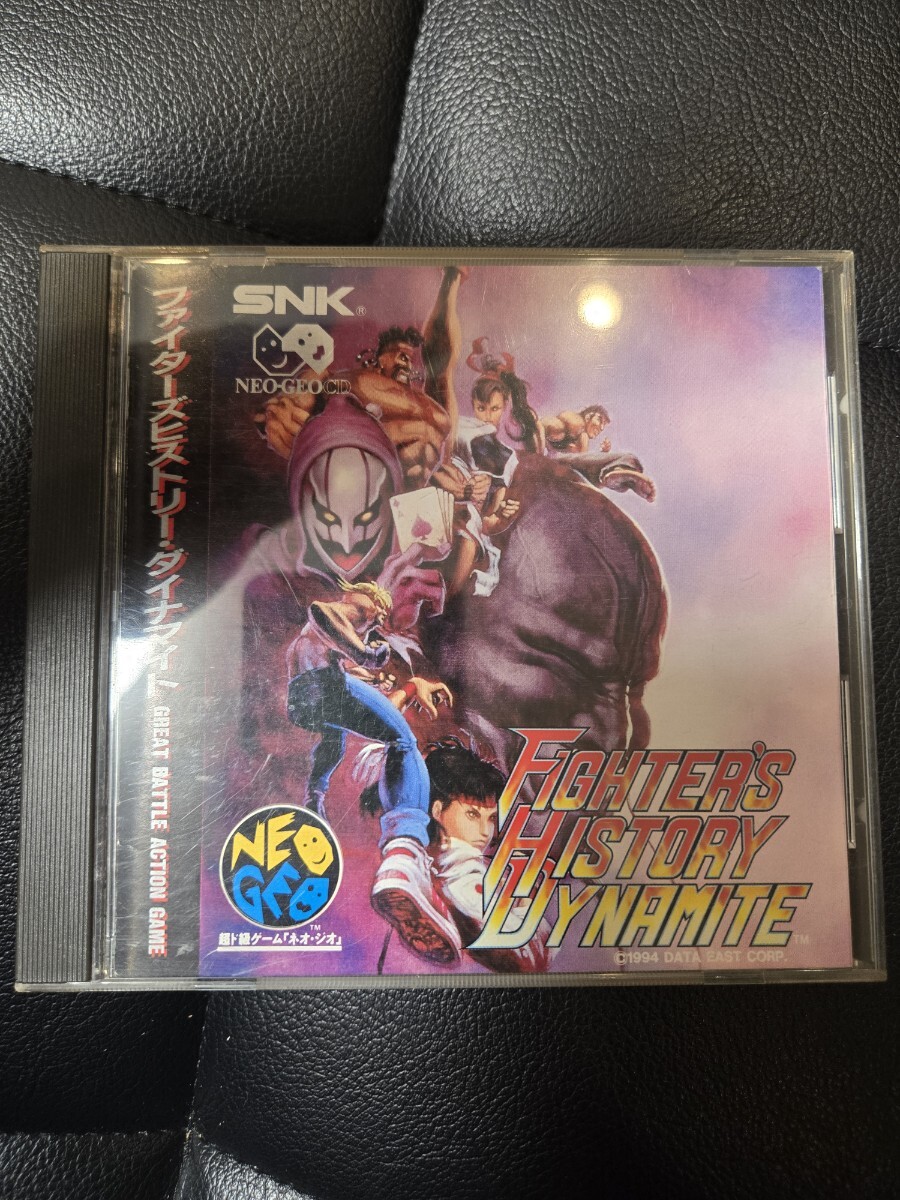 ファイターズヒストリー・ダイナマイト GREAT BATTLE ACTION GAME
SNK®
NEO•GEO CD
A
NEO
GEO
TM
超ド級ゲーム「ネオ・ジオ」
FIGHTER'S
HISTORY
DYNAMITE™
©1994 DATA EAST CORP.